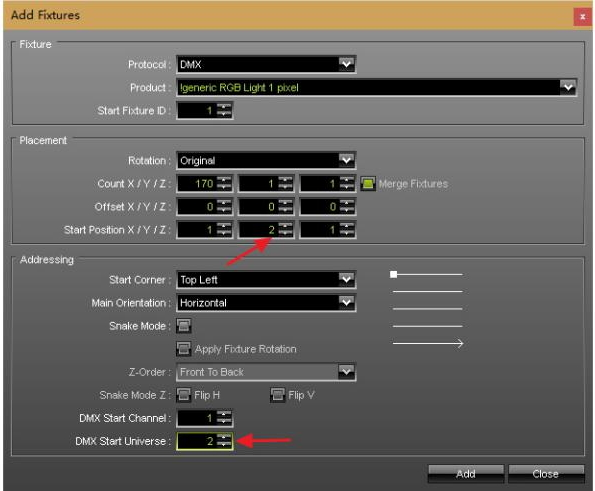 Add Fixtures x
Fixture
Protocol : DMX
Product : !generic RGB Light 1 pixel
Start Fixture ID : 1
Placement
Rotation : Original
Count X / Y / Z : 170 1 1 Merge Fixtures
Offset X / Y / Z : 0 0 0
Start Position X / Y / Z : 1 2 1
Addressing
Start Corner : Top Left
Main Orientation : Horizontal
Snake Mode :
Apply Fixture Rotation
Z-Order : Front To Back
Snake Mode Z : Flip H Flip V
DMX Start Channel : 1
DMX Start Universe : 2
Add Close